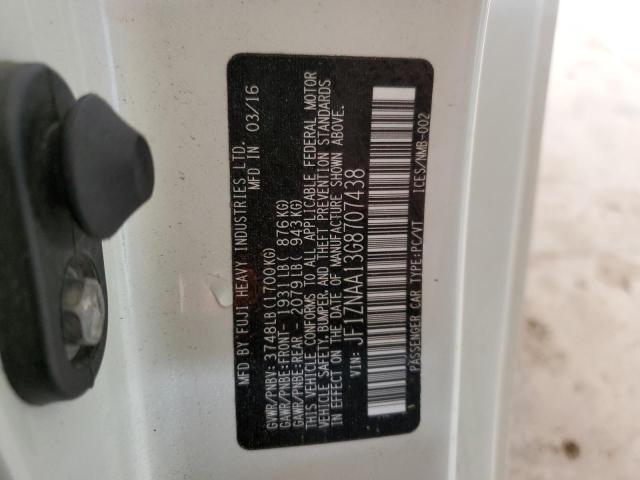 MFD BY FUJI HEAVY INDUSTRIES LTD. MFD IN 03/16
GVWR/PNBV: 3748LB(1700KG)
GAWR/PNBE:FRONT- 1931LB( 876KG)
GAWR/PNBE:REAR - 2079LB( 943KG)
THIS VEHICLE CONFORMS TO ALL APPLICABLE FEDERAL MOTOR
VEHICLE SAFETY, BUMPER, AND THEFT PREVENTION STANDARDS
IN EFFECT ON THE DATE OF MANUFACTURE SHOWN ABOVE.
VIN: JF1ZNAA13G8707438
PASSENGER CAR TYPE:PC/VT ICES/NMB-002